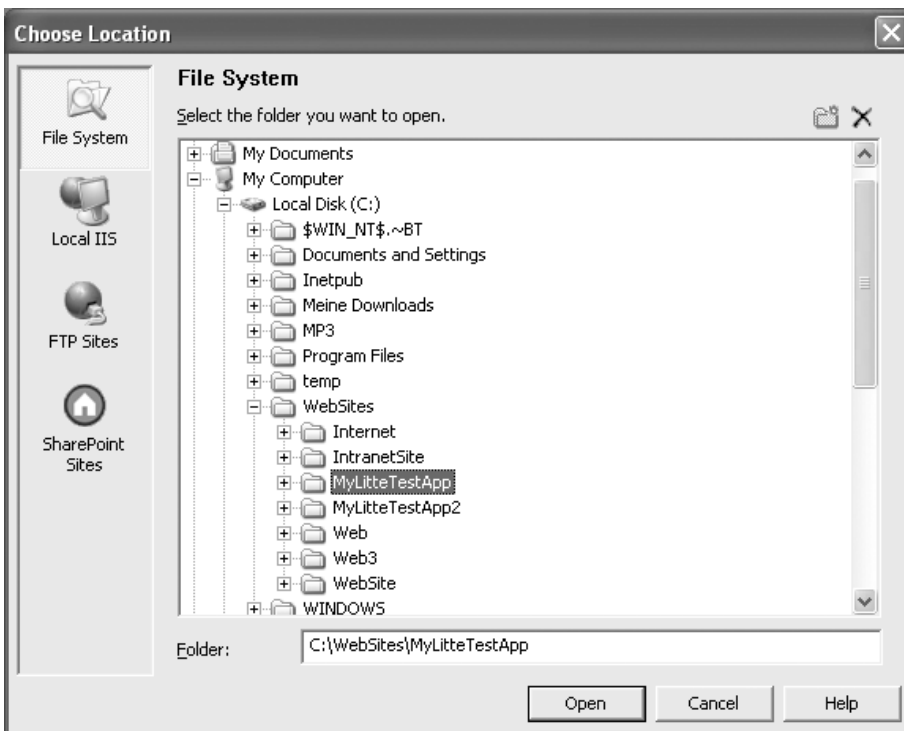 Choose Location
File System
Local IIS
FTP Sites
SharePoint
Sites
File System
Select the folder you want to open.
My Documents
My Computer
Local Disk (C:)
$WIN_NT$.~BT
Documents and Settings
Inetpub
Meine Downloads
MP3
Program Files
temp
WebSites
Internet
IntranetSite
MyLitteTestApp
MyLitteTestApp2
Web
Web3
WebSite
WINDOWS
Folder: C:\WebSites\MyLitteTestApp
Open Cancel Help